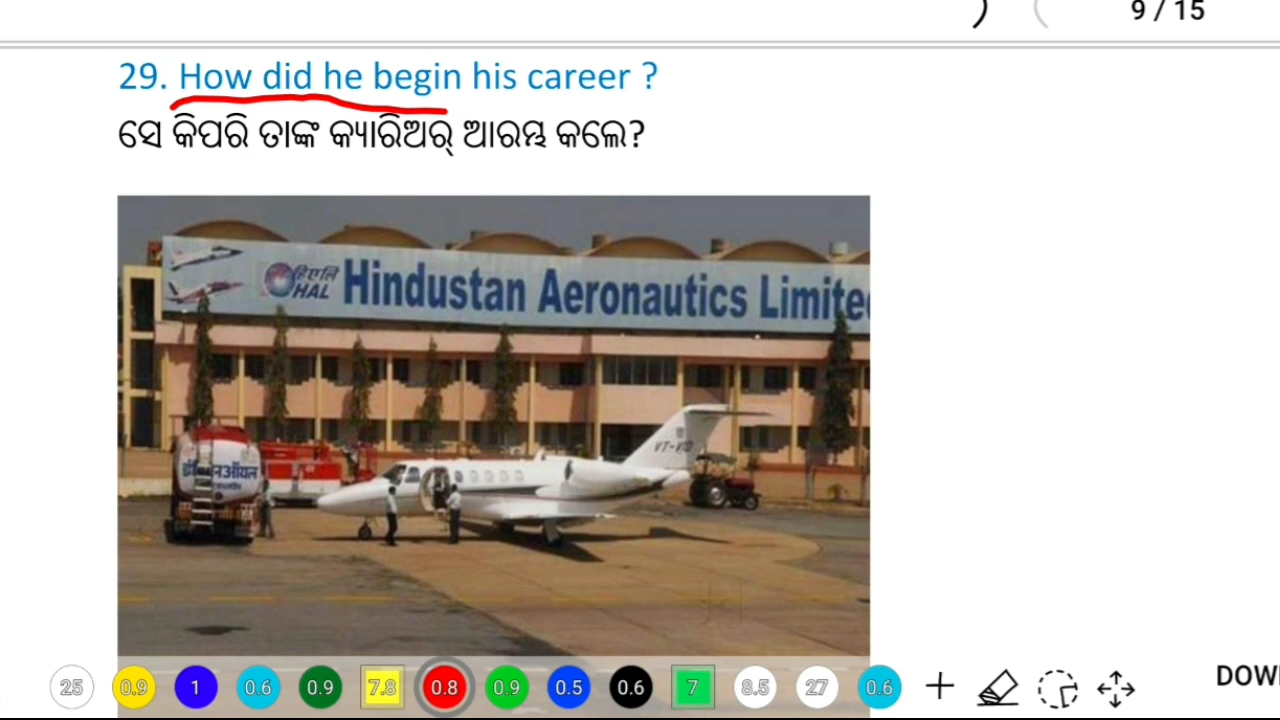 9 / 15
29. How did he begin his career ?
ସେ କିପରି ତାଙ୍କ କ୍ୟାରିଅର୍ ଆରମ୍ଭ କଲେ?
हिएलि
HAL
Hindustan Aeronautics Limite
VT-V
25 0.9 1 0.6 0.9 7.8 0.8 0.9 0.5 0.6 7 8.5 27 0.6
DOW